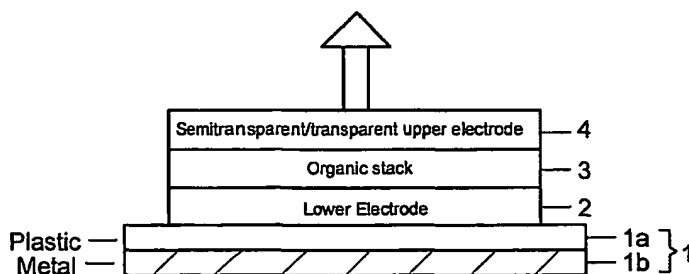 Semitransparent/transparent upper electrode 4
Organic stack 3
Lower Electrode 2
Plastic 1a
Metal 1b
1